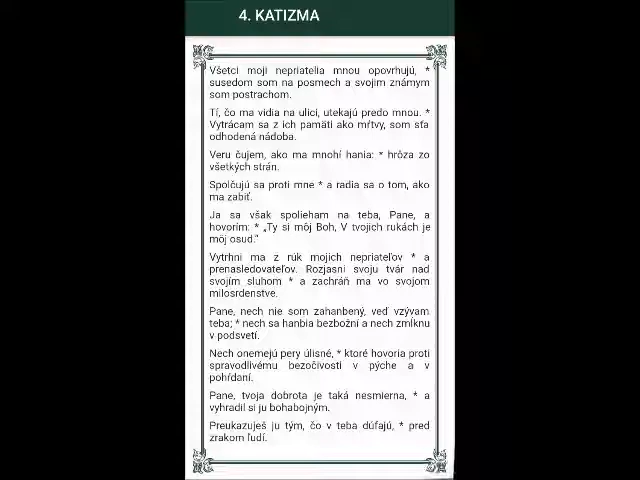 4. KATIZMA
Všetci moji nepriatelia mnou opovrhujú, *
susedom som na posmech a svojim známym
som postrachom.
Tí, čo ma vidia na ulici, utekajú predo mnou. *
Vytrácam sa z ich pamäti ako mŕtvy, som sťa
odhodená nádoba.
Veru čujem, ako ma mnohí hania: * hrôza zo
všetkých strán.
Spolčujú sa proti mne * a radia sa o tom, ako
ma zabiť.
Ja sa však spolieham na teba, Pane, a
hovorím: * „Ty si môj Boh, V tvojich rukách je
môj osud.“
Vytrhni ma z rúk mojich nepriateľov * a
prenasledovateľov. Rozjasni svoju tvár nad
svojím sluhom * a zachráň ma vo svojom
milosrdenstve.
Pane, nech nie som zahanbený, veď vzývam
teba; * nech sa hanbia bezbožní a nech zmĺknu
v podsvetí.
Nech onemejú pery úlisné, * ktoré hovoria proti
spravodlivému bezočivosti v pýche a v
pohŕdaní.
Pane, tvoja dobrota je taká nesmierna, * a
vyhradil si ju bohabojným.
Preukazuješ ju tým, čo v teba dúfajú, * pred
zrakom ľudí.